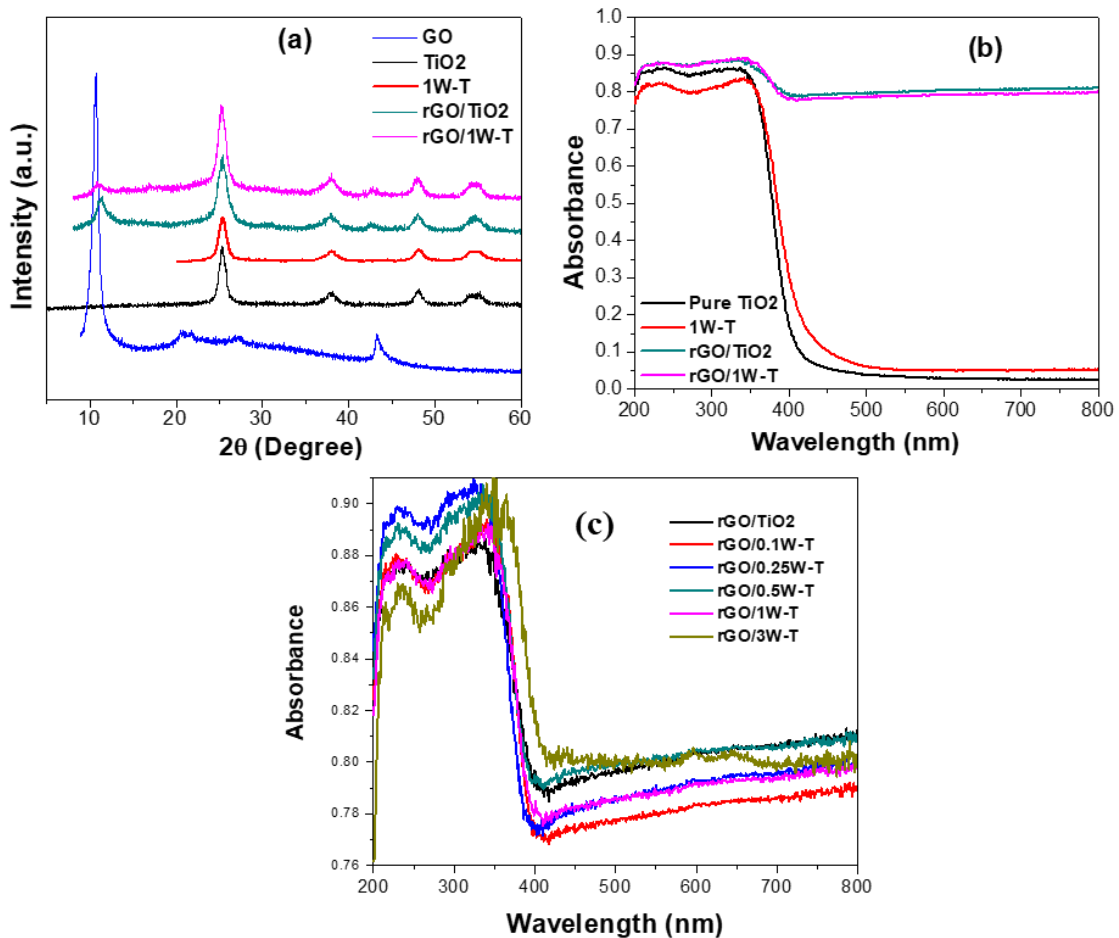 (a)
GO
TiO2
1W-T
rGO/TiO2
rGO/1W-T
Intensity (a.u.)
10 20 30 40 50 60
2θ (Degree)
(b)
1.0
0.9
0.8
0.7
0.6
0.5
0.4
0.3
0.2
0.1
0.0
Absorbance
Pure TiO2
1W-T
rGO/TiO2
rGO/1W-T
200 300 400 500 600 700 800
Wavelength (nm)
(c)
rGO/TiO2
rGO/0.1W-T
rGO/0.25W-T
rGO/0.5W-T
rGO/1W-T
rGO/3W-T
0.90
0.88
0.86
0.84
0.82
0.80
0.78
0.76
Absorbance
200 300 400 500 600 700 800
Wavelength (nm)